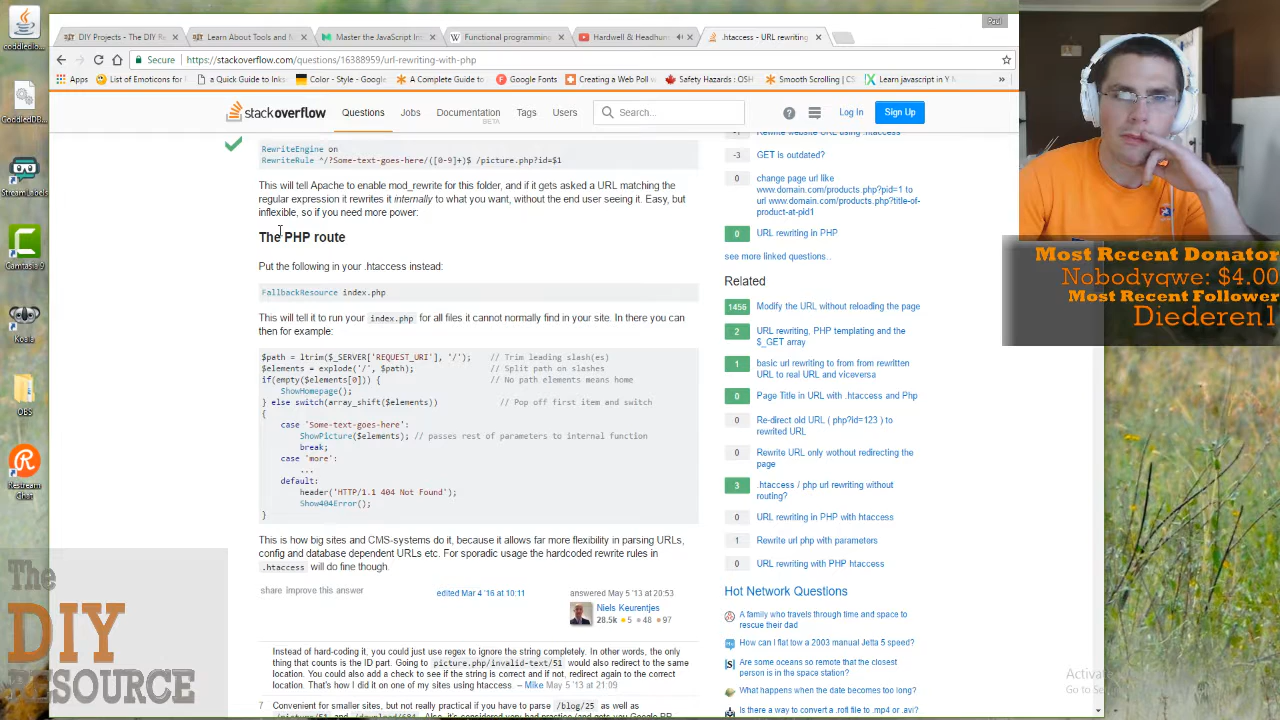 Paul
DIY Projects - The DIY Re
Learn About Tools and N
Master the JavaScript In
Functional programming
Hardwell & Headhun
.htaccess - URL rewriting
Secure
https://stackoverflow.com/questions/16388959/url-rewriting-with-php
Apps
List of Emoticons for
a Quick Guide to Inks
Color - Style - Google
A Complete Guide to
Google Fonts
Creating a Web Poll w
Safety Hazards : OSH
Smooth Scrolling | CS
Learn javascript in Y M
stackoverflow
Questions
Jobs
Documentation
BETA
Tags
Users
Search...
Log In
Sign Up
RewriteEngine on
RewriteRule ^/?Some-text-goes-here/([0-9]+)$ /picture.php?id=$1
This will tell Apache to enable mod_rewrite for this folder, and if it gets asked a URL matching the
regular expression it rewrites it internally to what you want, without the end user seeing it. Easy, but
inflexible, so if you need more power:
The PHP route
Put the following in your .htaccess instead:
FallbackResource index.php
This will tell it to run your index.php for all files it cannot normally find in your site. In there you can
then for example:
$path = ltrim($_SERVER['REQUEST_URI'], '/');    // Trim leading slash(es)
$elements = explode('/', $path);                // Split path on slashes
if(empty($elements[0])) {                       // No path elements means home
ShowHomepage();
} else switch(array_shift($elements))             // Pop off first item and switch
{
case 'Some-text-goes-here':
ShowPicture($elements); // passes rest of parameters to internal function
break;
case 'more':
...
default:
header('HTTP/1.1 404 Not Found');
Show404Error();
}
This is how big sites and CMS-systems do it, because it allows far more flexibility in parsing URLs,
config and database dependent URLs etc. For sporadic usage the hardcoded rewrite rules in
.htaccess will do fine though.
share improve this answer
edited Mar 4 '16 at 10:11
answered May 5 '13 at 20:53
Niels Keurentjes
28.5k 5 48 97
Instead of hard-coding it, you could just use regex to ignore the string completely. In other words, the only
thing that counts is the ID part. Going to picture.php/invalid-text/51 would also redirect to the same
location. You can also add a check to see if the string is correct and if not, redirect again to the correct
location. That's how I did it on one of my sites using htaccess. – Mike May 5 '13 at 21:09
7 Convenient for smaller sites, but not really practical if you have to parse /blog/25 as well as
-1 Rewrite website URL using .htaccess
-3 GET is outdated?
0 change page url like
www.domain.com/products.php?pid=1 to
url www.domain.com/products.php?title-of-
product-at-pid1
0 URL rewriting in PHP
see more linked questions..
Related
1456 Modify the URL without reloading the page
2 URL rewriting, PHP templating and the
$_GET array
1 basic url rewriting to from from rewritten
URL to real URL and viceversa
0 Page Title in URL with .htaccess and Php
0 Re-direct old URL ( php?id=123 ) to
rewrited URL
0 Rewrite URL only wothout redirecting the
page
3 .htaccess / php url rewriting without
routing?
0 URL rewriting in PHP with htaccess
1 Rewrite url php with parameters
0 URL rewriting with PHP htaccess
Hot Network Questions
A family who travels through time and space to
rescue their dad
How can I flat tow a 2003 manual Jetta 5 speed?
Are some oceans so remote that the closest
person is in the space station?
What happens when the date becomes too long?
Is there a way to convert a .rofl file to .mp4 or .avi?
Most Recent Donator
Nobodyqwe: $4.00
Most Recent Follower
Diederen1
StreamLabs
Camtasia 9
Koala
OBS
Restream
Chat
The
DIY
RESOURCE